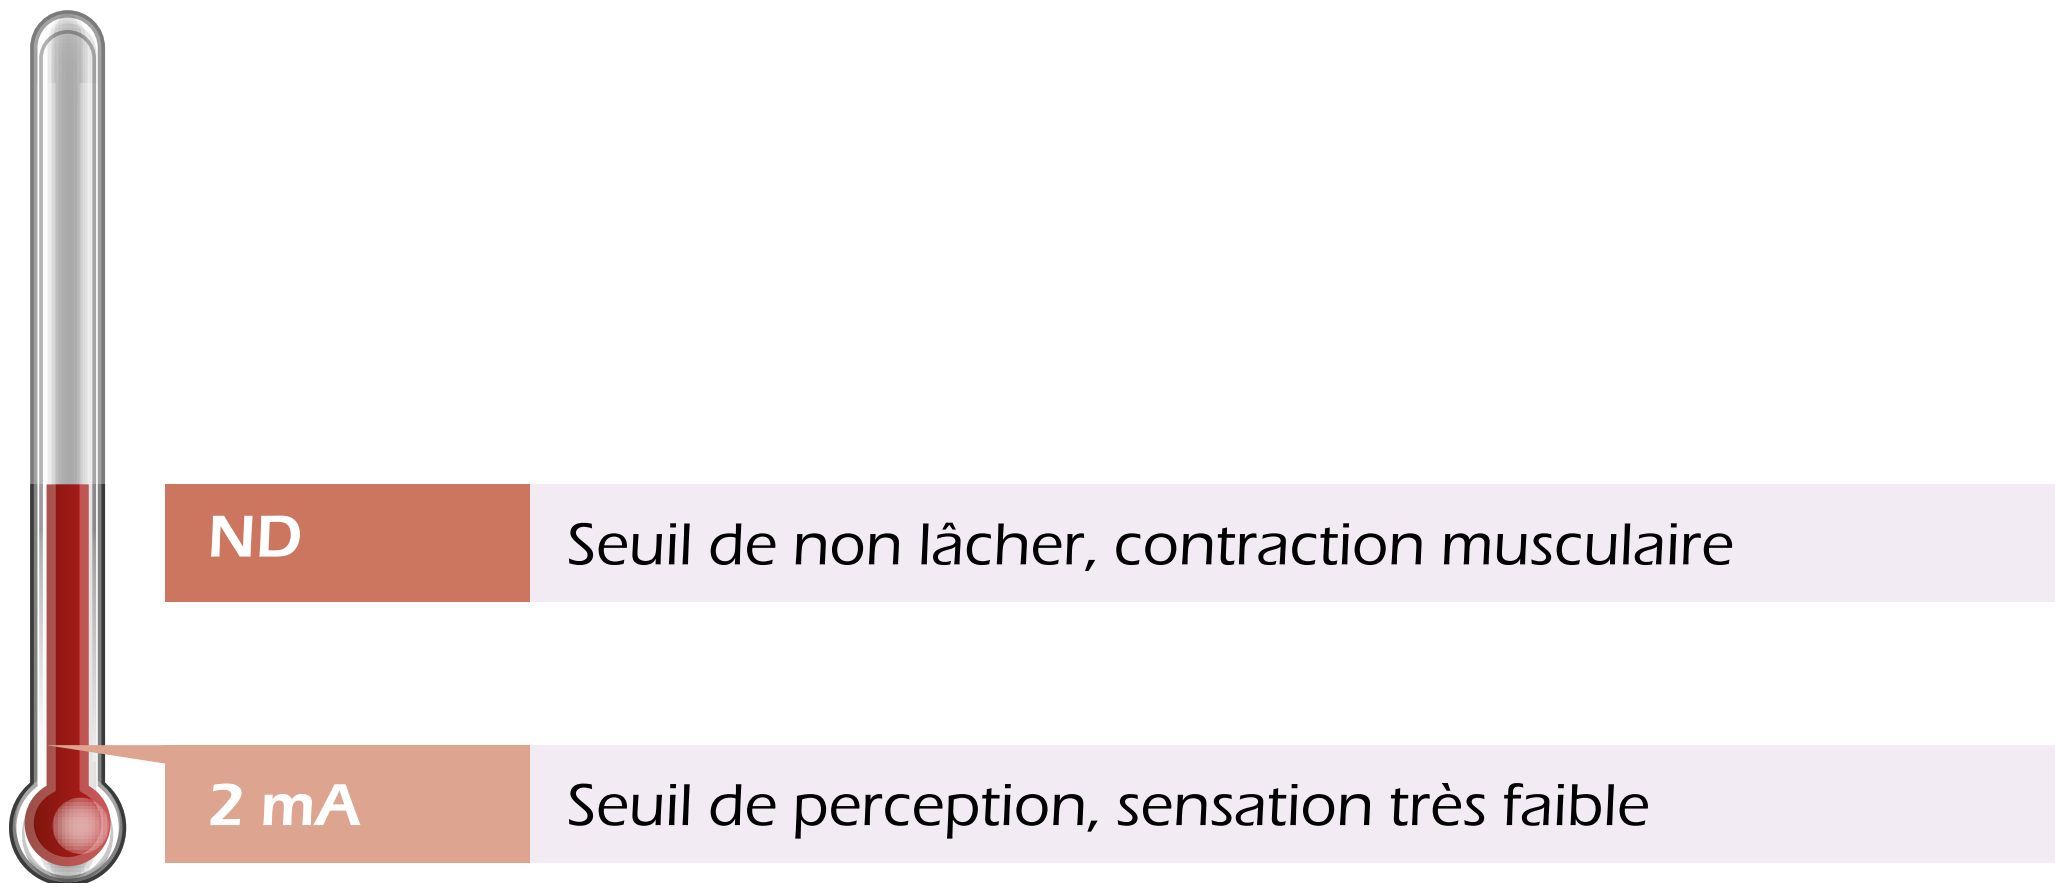 ND Seuil de non lâcher, contraction musculaire
2 mA Seuil de perception, sensation très faible